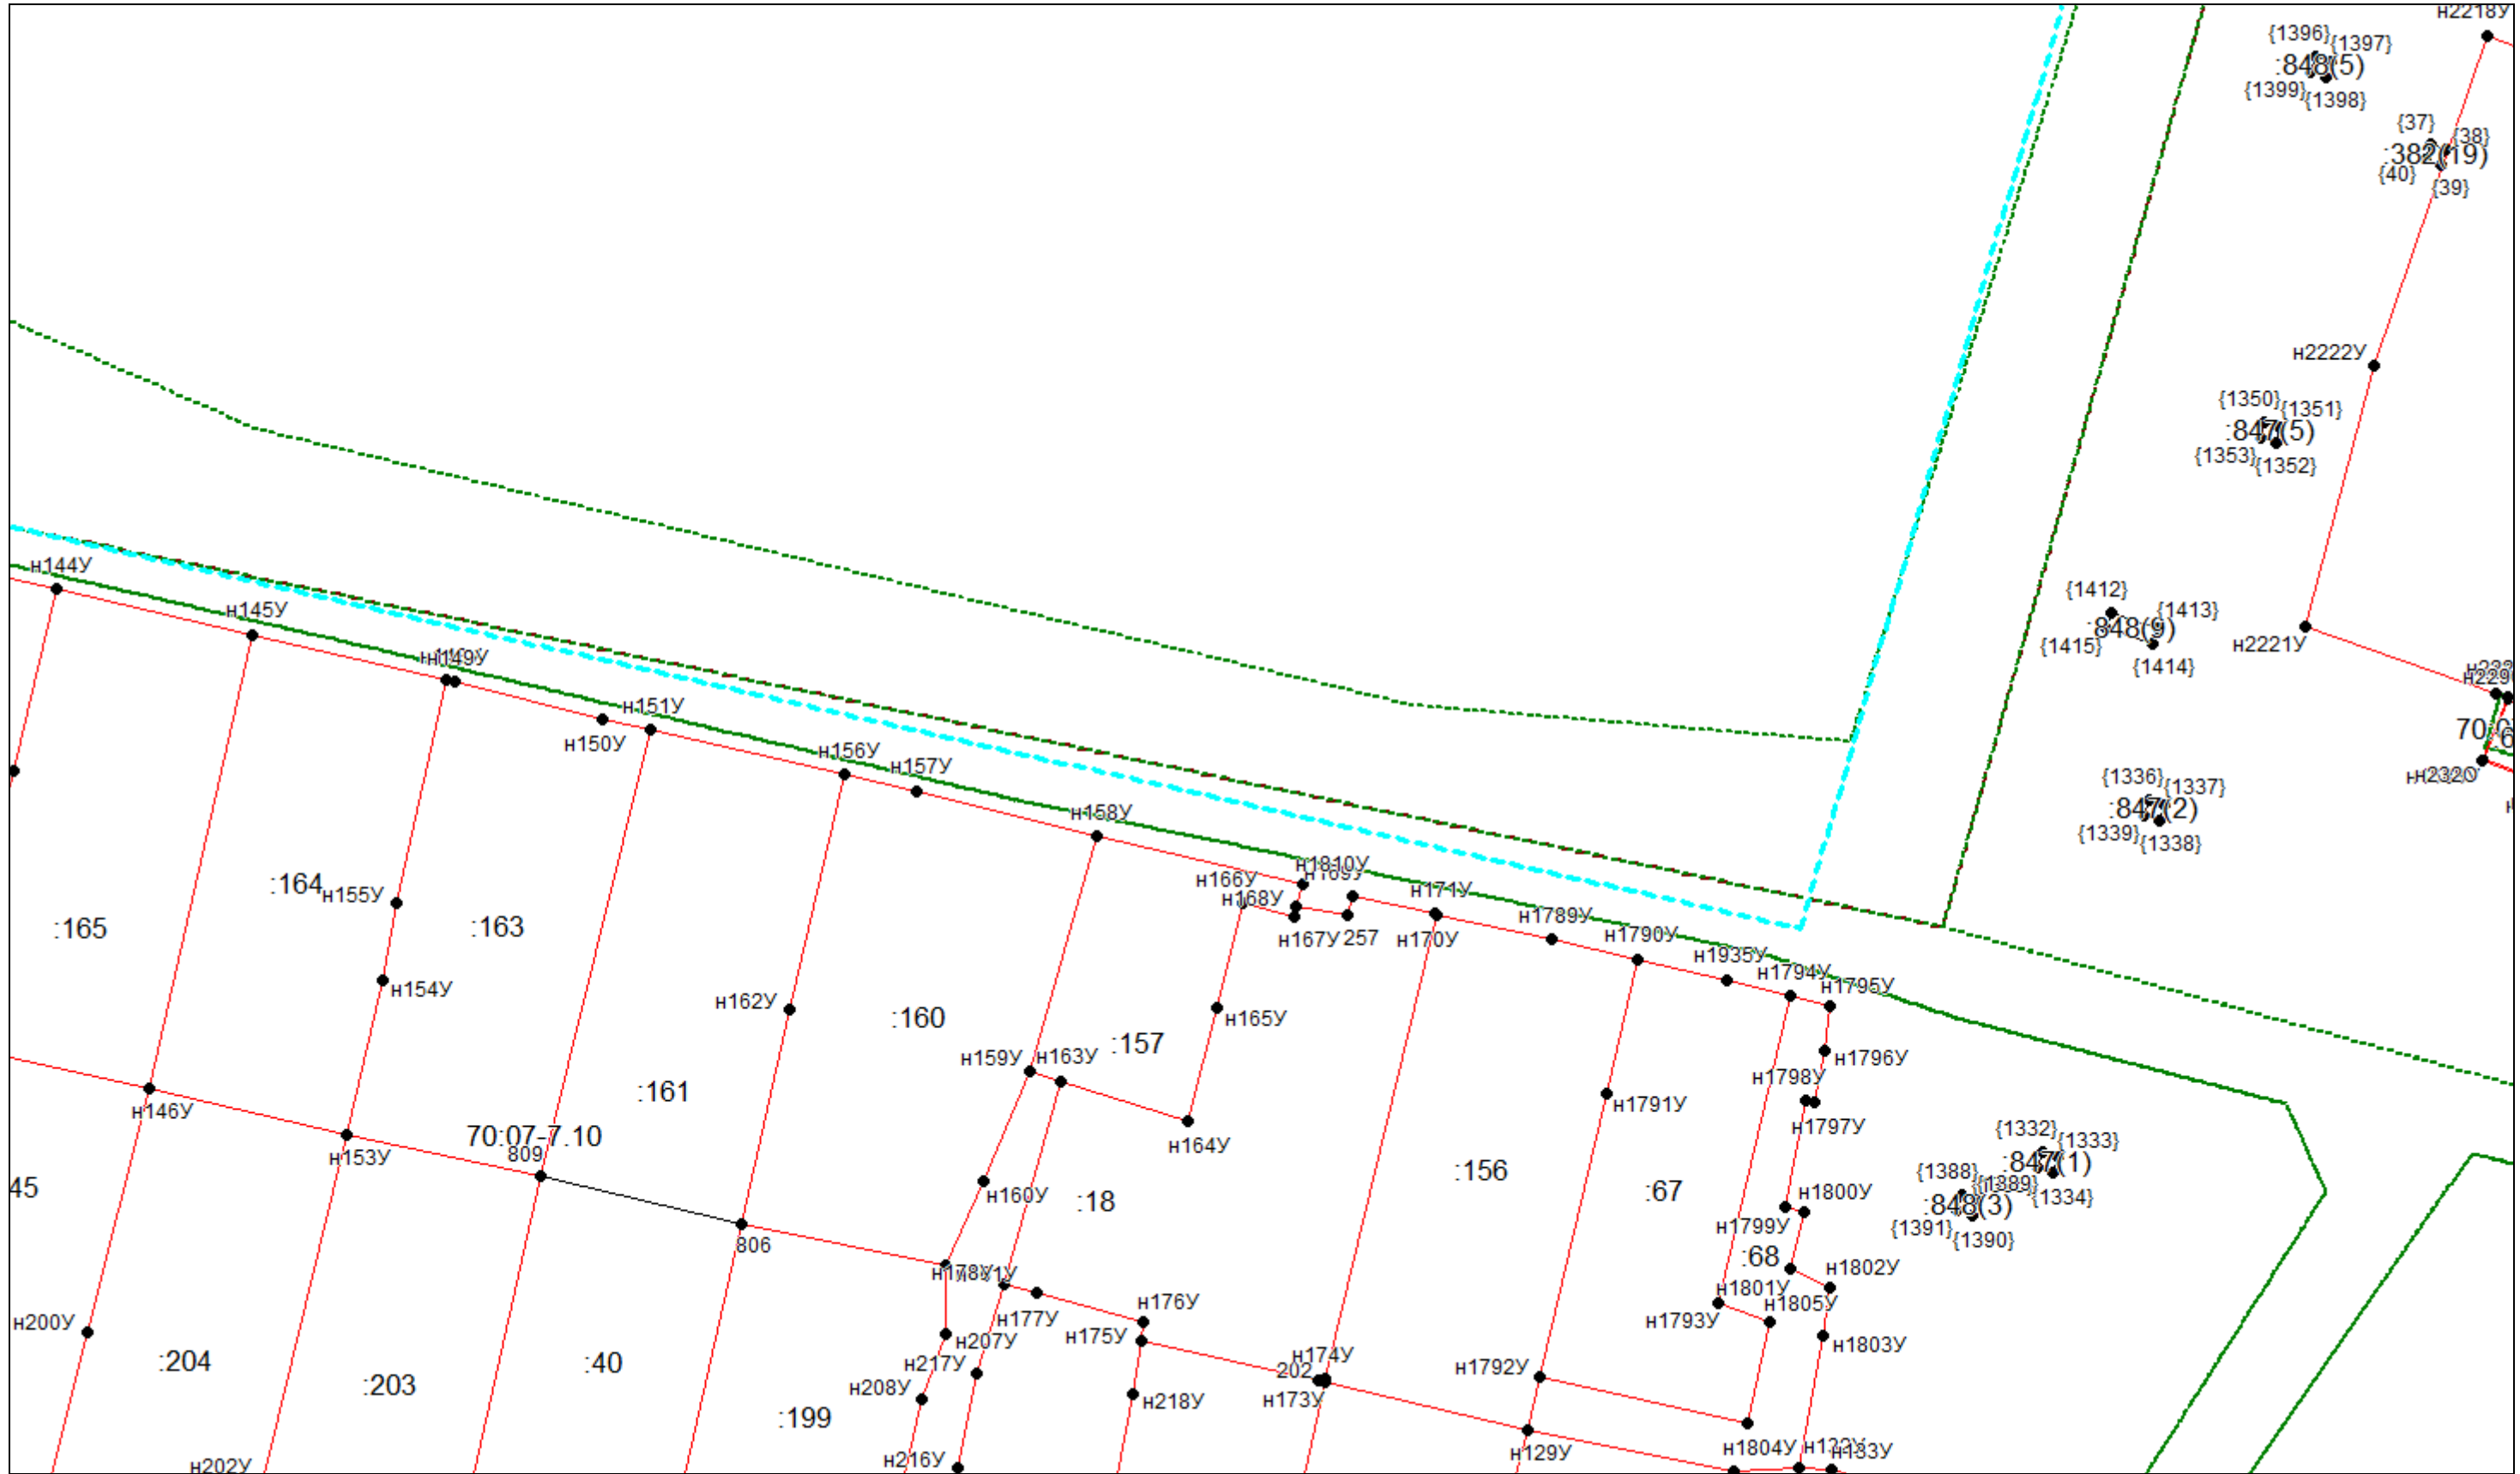 н2218У
{1396}
{1397}
:848(5)
{1399}
{1398}
{37}
{38}
:382(19)
{40}
{39}
н2222У
{1350}
{1351}
:847(5)
{1353}
{1352}
н144У
{1412}
н145У
{1413}
:848(9)
{1415}
н2221У
{1414}
н149У
н151У
н150У
70:0
н156У
н157У
{1336}
н232У
{1337}
:847(2)
н158У
{1339}
{1338}
н1810У
н169У
н166У
:164
н155У
н168У
н171У
н1789У
:165
:163
н167У
257
н170У
н1790У
н1935У
н1794У
н154У
н1795У
н162У
:160
н165У
:157
н159У
н163У
н1796У
н1798У
:161
н1791У
н146У
н1797У
70:07-7.10
809
н153У
н164У
{1332}
{1333}
:847(1)
:156
{1388}
{1389}
45
н160У
:18
:67
н1800У
{1334}
:848(3)
н1799У
{1391}
{1390}
806
:68
н178У
н1802У
н1801У
н176У
н1805У
н200У
н177У
н175У
н1793У
н207У
н1803У
:204
н217У
н174У
202
н1792У
:40
:203
н208У
н173У
н218У
:199
н129У
н1804У
н133У
н216У
н202У